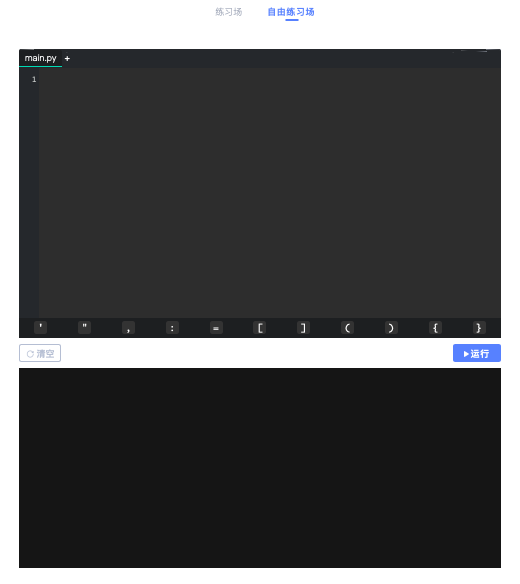 练习场 自由练习场
main.py +
1
' " , : = [ ] ( ) { }
清空 运行